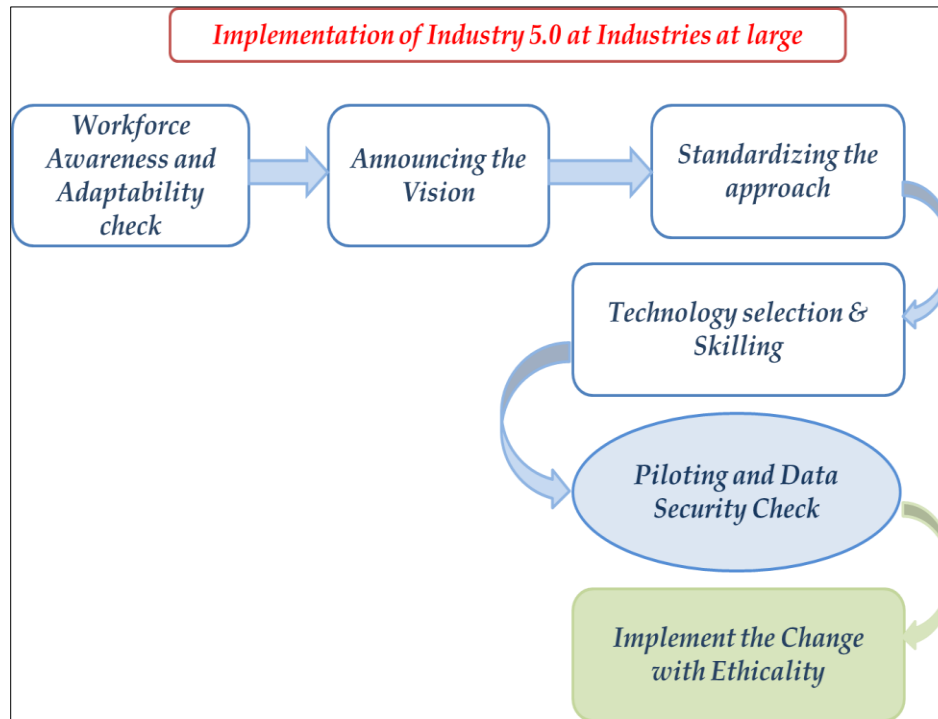 Implementation of Industry 5.0 at Industries at large
Workforce
Awareness and
Adaptability
check
Announcing the
Vision
Standardizing the
approach
Technology selection &
Skilling
Piloting and Data
Security Check
Implement the Change
with Ethicality